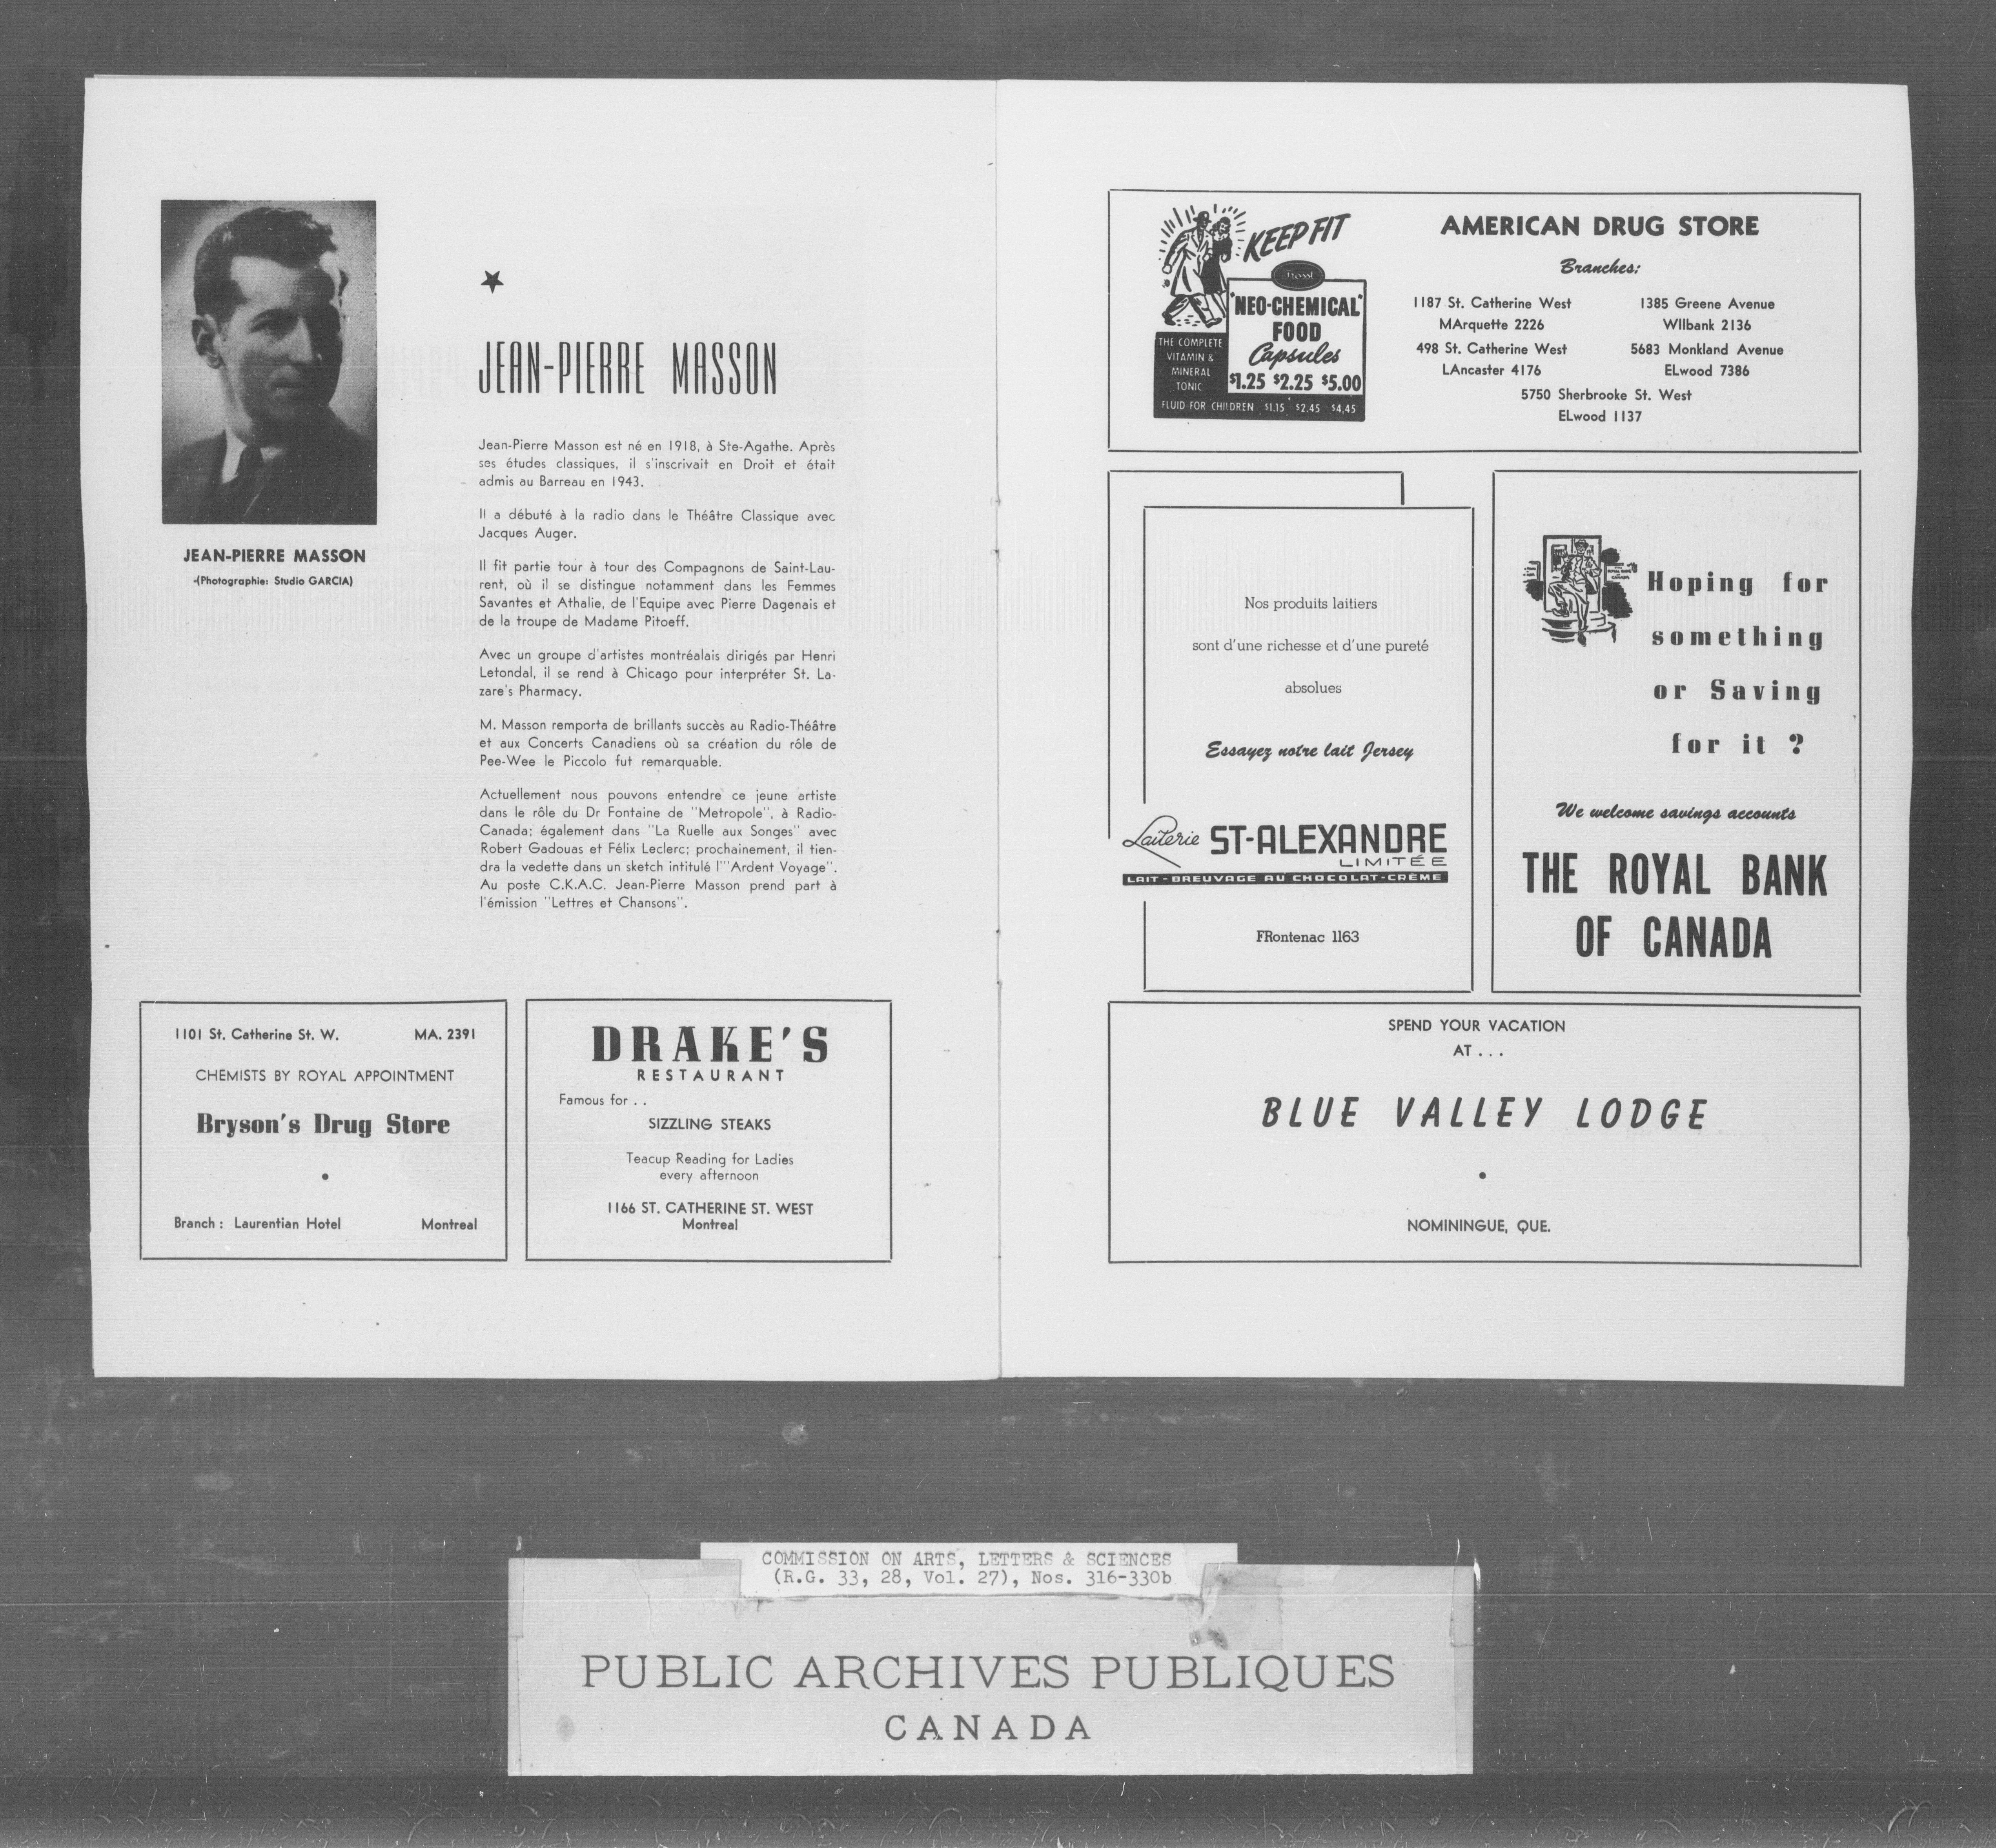 JEAN-PIERRE MASSON
-(Photographie: Studio GARCIA)
JEAN-PIERRE MASSON
Jean-Pierre Masson est né en 1918, à Ste-Agathe. Après
ses études classiques, il s'inscrivait en Droit et était
admis au Barreau en 1943.
Il a débuté à la radio dans le Théâtre Classique avec
Jacques Auger.
Il fit partie tour à tour des Compagnons de Saint-Lau-
rent, où il se distingue notamment dans les Femmes
Savantes et Athalie, de l'Equipe avec Pierre Dagenais et
de la troupe de Madame Pitoeff.
Avec un groupe d'artistes montréalais dirigés par Henri
Letondal, il se rend à Chicago pour interpréter St. La-
zare's Pharmacy.
M. Masson remporta de brillants succès au Radio-Théâtre
et aux Concerts Canadiens où sa création du rôle de
Pee-Wee le Piccolo fut remarquable.
Actuellement nous pouvons entendre ce jeune artiste
dans le rôle du Dr Fontaine de "Metropole", à Radio-
Canada; également dans "La Ruelle aux Songes" avec
Robert Gadouas et Félix Leclerc; prochainement, il tien-
dra la vedette dans un sketch intitulé l'"Ardent Voyage".
Au poste C.K.A.C. Jean-Pierre Masson prend part à
l'émission "Lettres et Chansons".
1101 St. Catherine St. W. MA. 2391
CHEMISTS BY ROYAL APPOINTMENT
Bryson's Drug Store
Branch : Laurentian Hotel Montreal
DRAKE'S
RESTAURANT
Famous for . .
SIZZLING STEAKS
Teacup Reading for Ladies
every afternoon
1166 ST. CATHERINE ST. WEST
Montreal
KEEP FIT
Frosst
"NEO-CHEMICAL"
FOOD
Capsules
$1.25 $2.25 $5.00
THE COMPLETE
VITAMIN &
MINERAL
TONIC
FLUID FOR CHILDREN $1.15 $2.45 $4.45
AMERICAN DRUG STORE
Branches:
1187 St. Catherine West 1385 Greene Avenue
MArquette 2226 WIlbank 2136
498 St. Catherine West 5683 Monkland Avenue
LAncaster 4176 ELwood 7386
5750 Sherbrooke St. West
ELwood 1137
Nos produits laitiers
sont d'une richesse et d'une pureté
absolues
Essayez notre lait Jersey
Laiterie ST-ALEXANDRE
LIMITÉE
LAIT - BREUVAGE AU CHOCOLAT - CRÈME
FRontenac 1163
Hoping for
something
or Saving
for it ?
We welcome savings accounts
THE ROYAL BANK
OF CANADA
SPEND YOUR VACATION
AT . . .
BLUE VALLEY LODGE
NOMININGUE, QUE.
COMMISSION ON ARTS, LETTERS & SCIENCES
(R.G. 33, 28, Vol. 27), Nos. 316-330b
PUBLIC ARCHIVES PUBLIQUES
CANADA